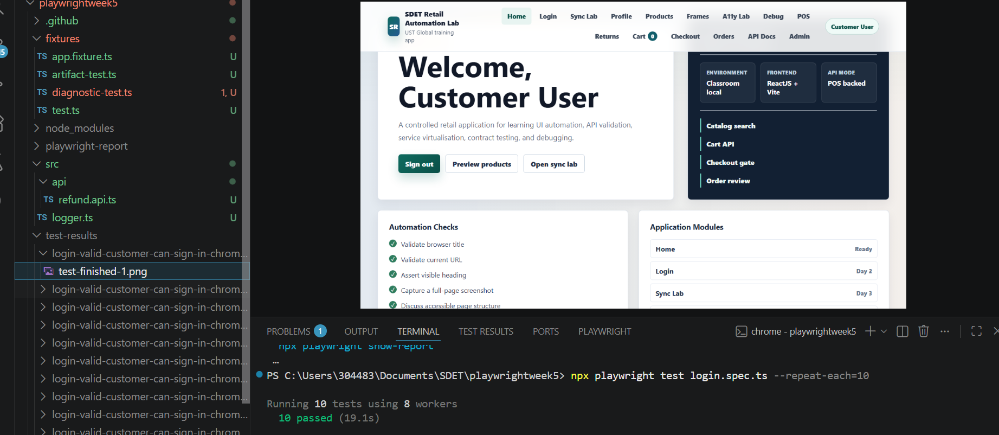 playwrightweek5
.github
fixtures
TS app.fixture.ts U
TS artifact-test.ts U
TS diagnostic-test.ts 1, U
TS test.ts U
node_modules
playwright-report
src
api
TS refund.api.ts U
TS logger.ts U
test-results
login-valid-customer-can-sign-in-chrom...
test-finished-1.png
login-valid-customer-can-sign-in-chrom...
login-valid-customer-can-sign-in-chrom...
login-valid-customer-can-sign-in-chrom...
login-valid-customer-can-sign-in-chrom...
login-valid-customer-can-sign-in-chrom...
login-valid-customer-can-sign-in-chrom...
login-valid-customer-can-sign-in-chrom...
login-valid-customer-can-sign-in-chrom...
login-valid-customer-can-sign-in-chrom
SR
SDET Retail
Automation Lab
UST Global training
app
Home Login Sync Lab Profile Products Frames A11y Lab Debug POS
Returns Cart 0 Checkout Orders API Docs Admin
Customer User
Welcome,
Customer User
A controlled retail application for learning UI automation, API validation,
service virtualisation, contract testing, and debugging.
Sign out Preview products Open sync lab
ENVIRONMENT
Classroom
local
FRONTEND
ReactJS +
Vite
API MODE
POS backed
Catalog search
Cart API
Checkout gate
Order review
Automation Checks
Validate browser title
Validate current URL
Assert visible heading
Capture a full-page screenshot
Discuss accessible page structure
Application Modules
Home Ready
Login Day 2
Sync Lab Day 3
PROBLEMS 1 OUTPUT TERMINAL TEST RESULTS PORTS PLAYWRIGHT
chrome - playwrightweek5
npx playwright show-report
...
PS C:\Users\304483\Documents\SDET\playwrightweek5> npx playwright test login.spec.ts --repeat-each=10
Running 10 tests using 8 workers
10 passed (19.1s)